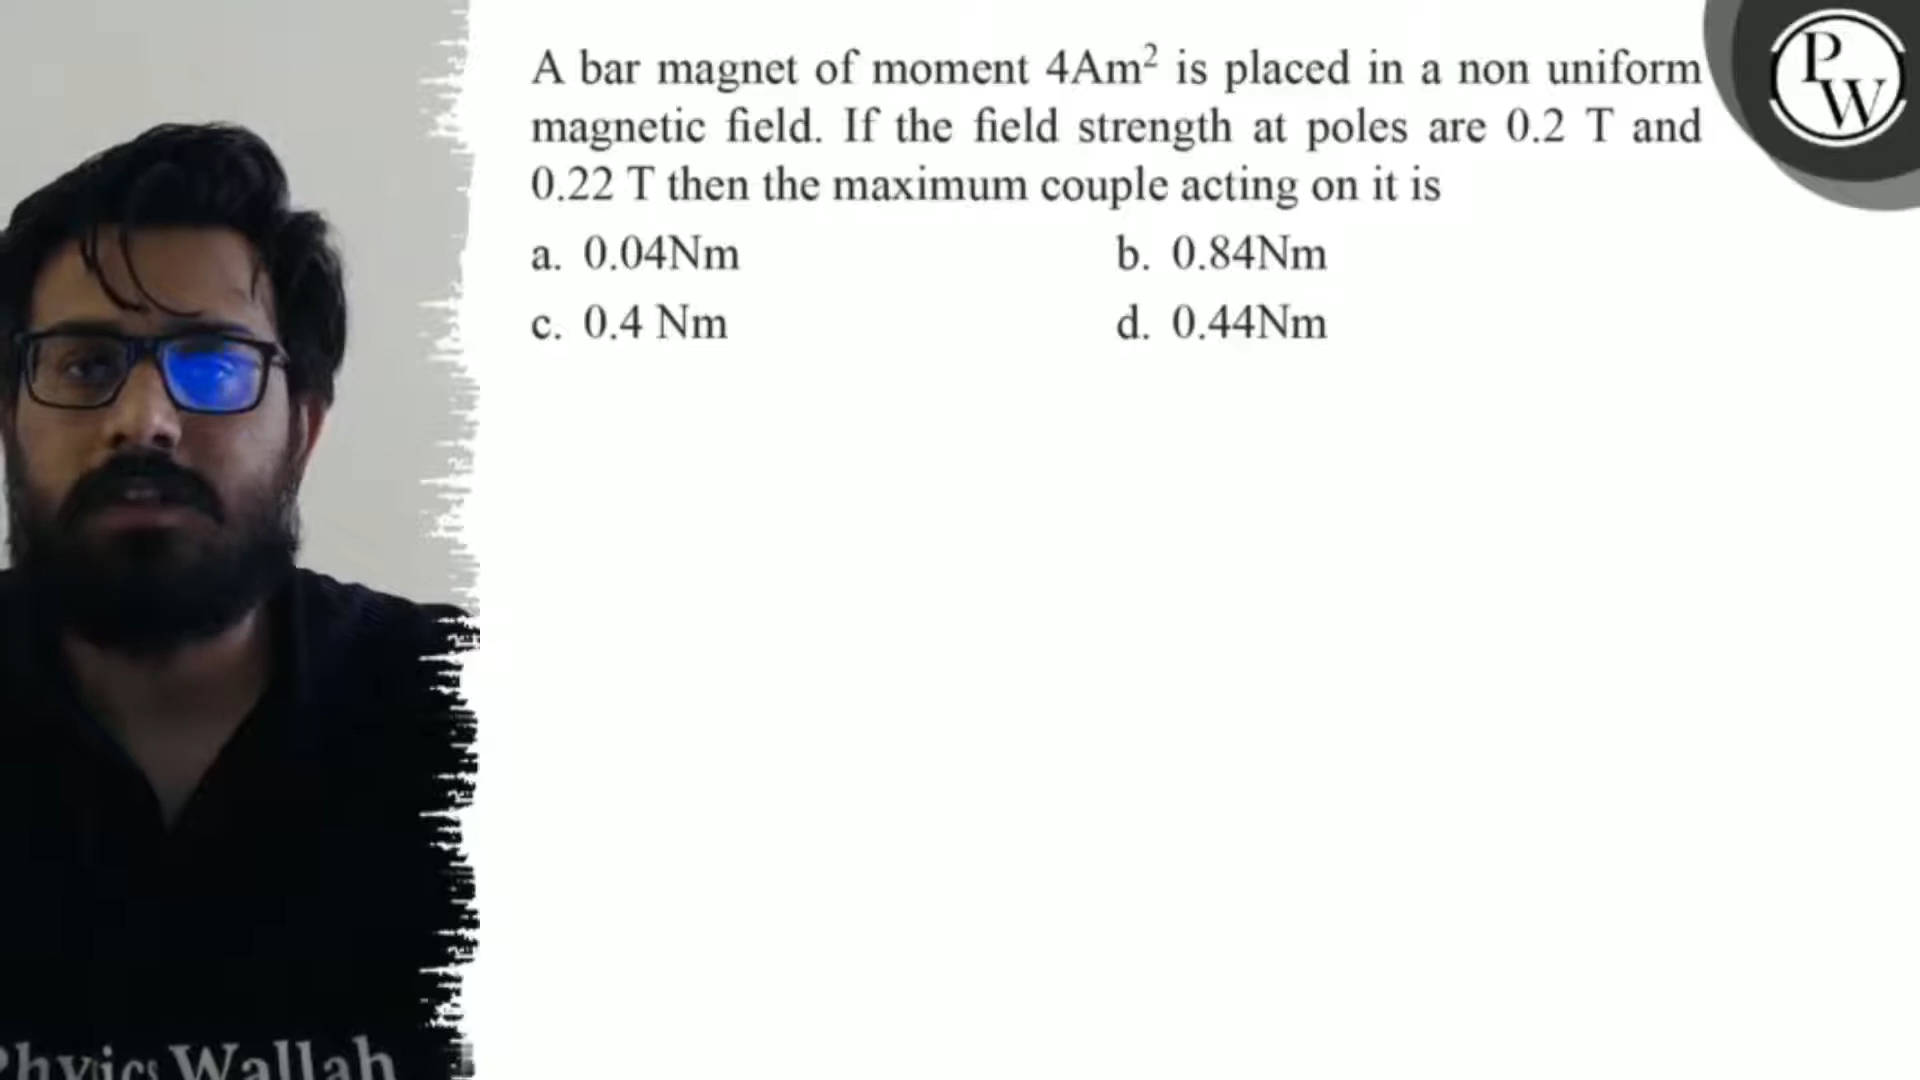 A bar magnet of moment 4Am² is placed in a non uniform
magnetic field. If the field strength at poles are 0.2 T and
0.22 T then the maximum couple acting on it is
a. 0.04Nm b. 0.84Nm
c. 0.4 Nm d. 0.44Nm
PW
Physics Wallah